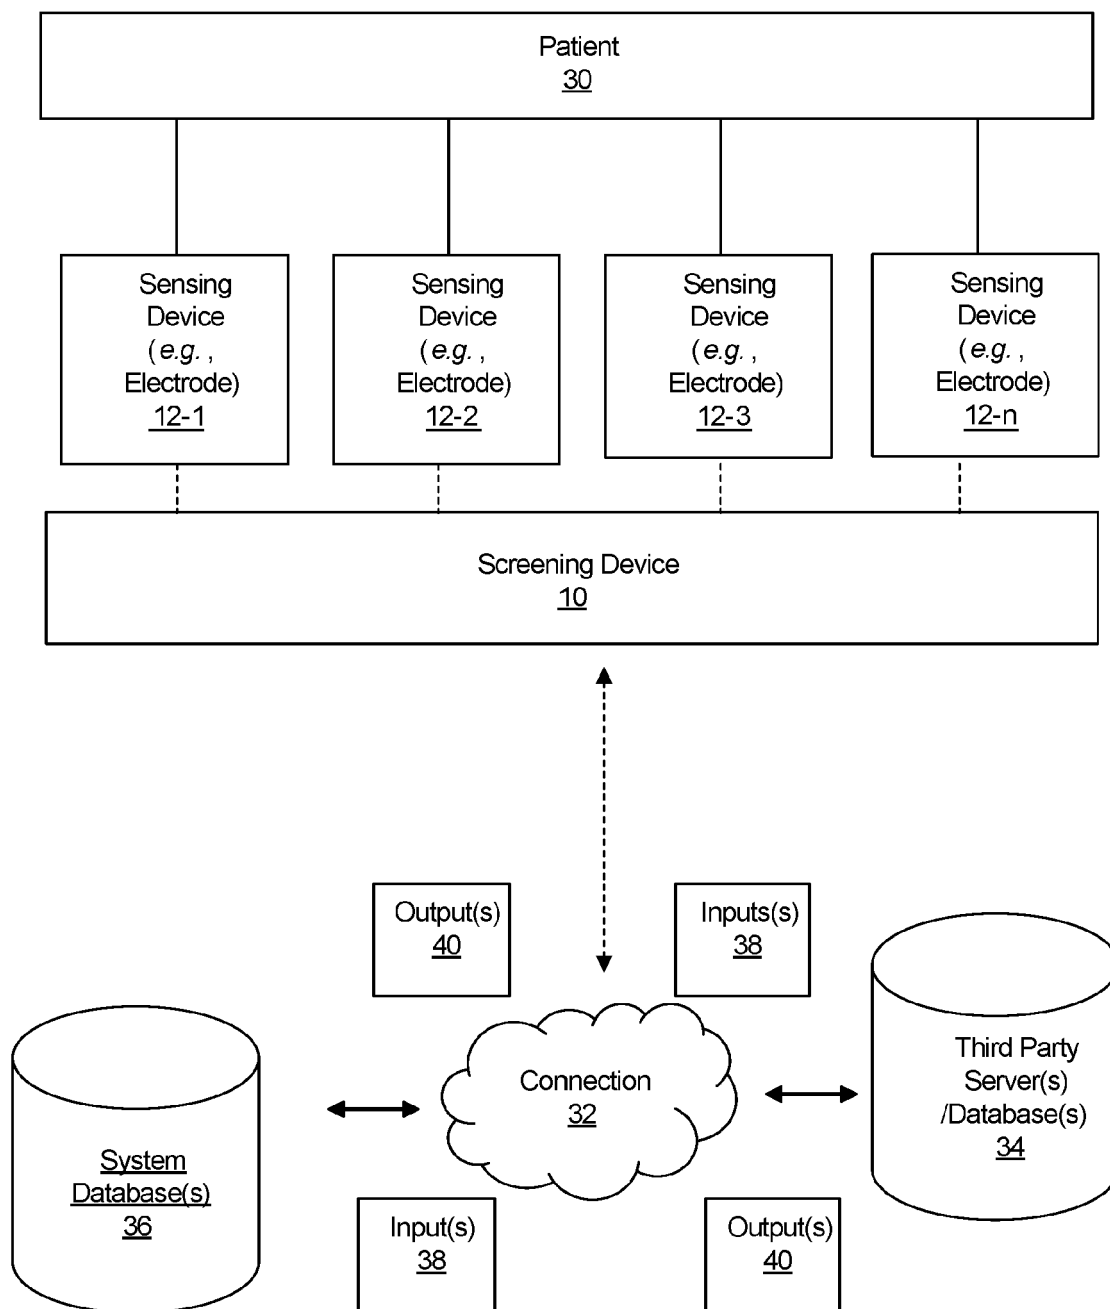 Patient
30
Sensing
Device
(e.g. ,
Electrode)
12-1
Sensing
Device
(e.g. ,
Electrode)
12-2
Sensing
Device
(e.g. ,
Electrode)
12-3
Sensing
Device
(e.g. ,
Electrode)
12-n
Screening Device
10
Output(s)
40
Inputs(s)
38
Connection
32
Third Party
Server(s)
/Database(s)
34
System
Database(s)
36
Input(s)
38
Output(s)
40